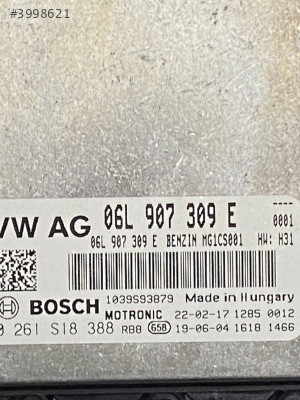 #3998621
VW AG 06L 907 309 E 0001
06L 907 309 E BENZIN MG1CS001 HW: H31
BOSCH 1039S93879 Made in Hungary
MOTRONIC 22-02-17 1285 0012
0 261 S18 388 RB8 658 19-06-04 1618 1466